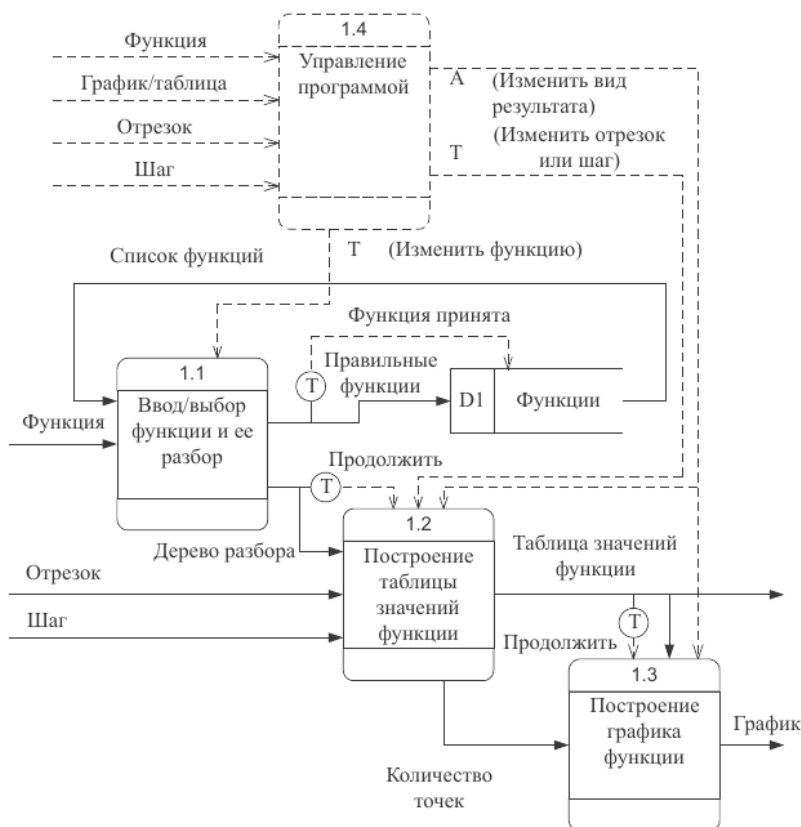 1.4
Функция
График/таблица
Отрезок
Шаг
Управление
программой
А (Изменить вид
результата)
Т (Изменить отрезок
или шаг)
Список функций
Т (Изменить функцию)
Функция принята
1.1
Т
Правильные
функции
D1 Функции
Функция
Ввод/выбор
функции и ее
разбор
Продолжить
Т
Дерево разбора
1.2
Отрезок
Шаг
Построение
таблицы
значений
функции
Таблица значений
функции
Т
Продолжить
1.3
Построение
графика
функции
График
Количество
точек